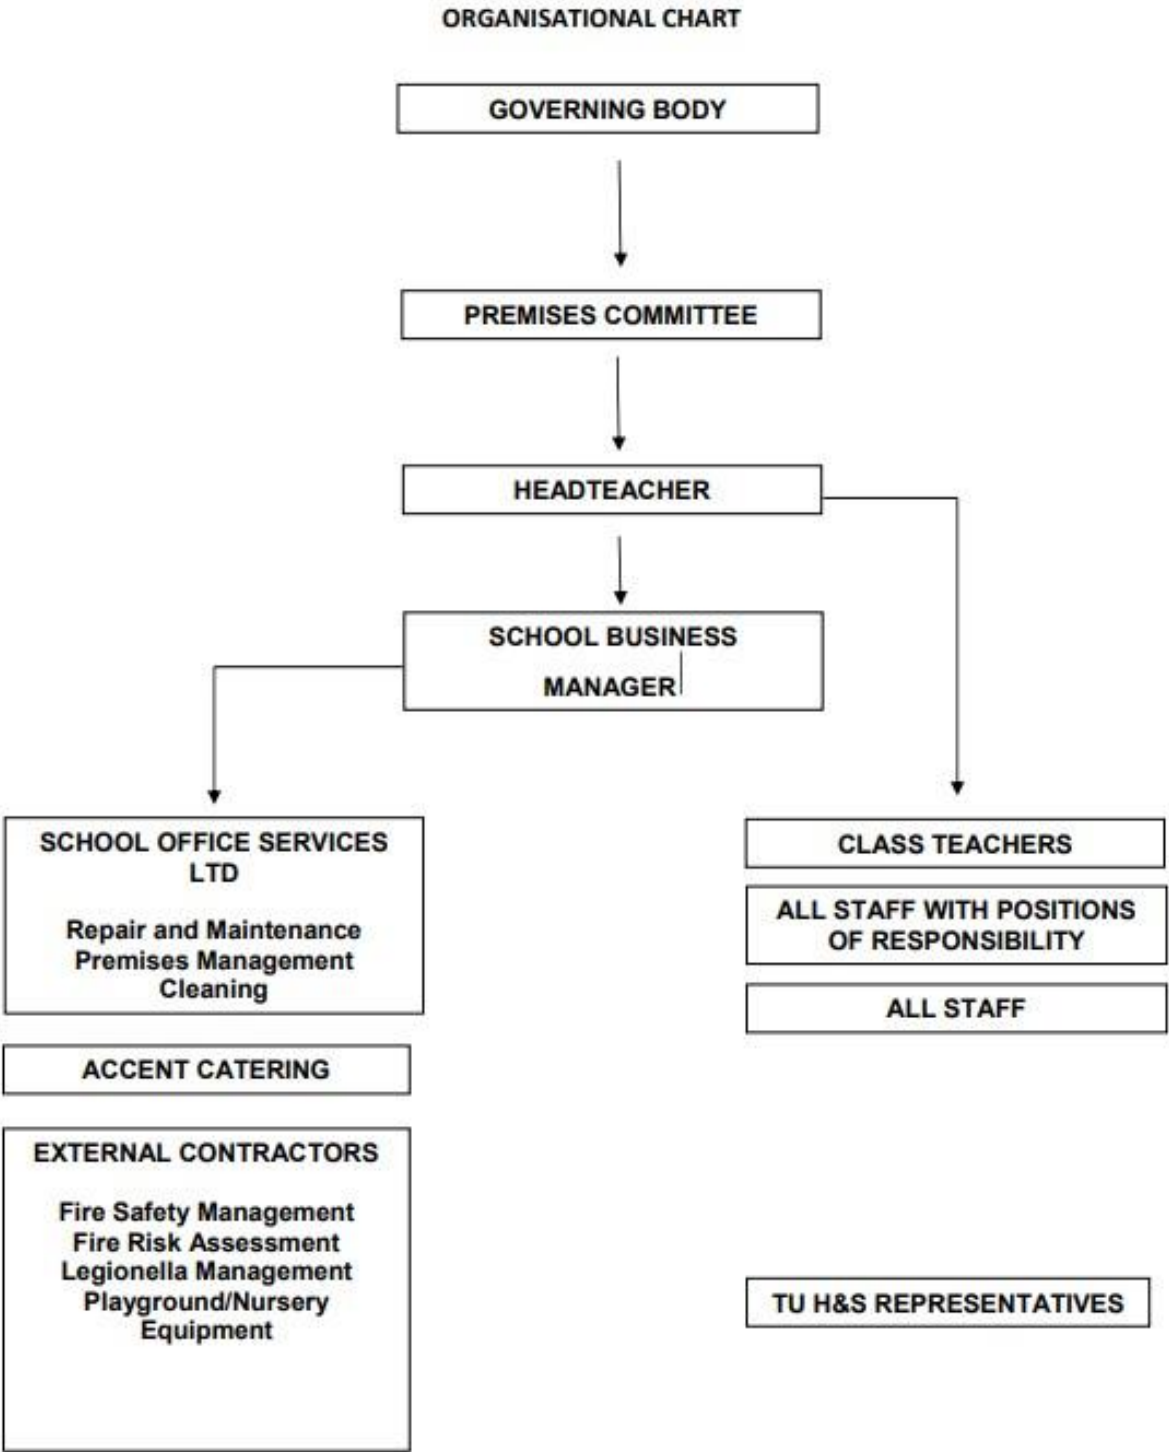 ORGANISATIONAL CHART
GOVERNING BODY
PREMISES COMMITTEE
HEADTEACHER
SCHOOL BUSINESS
MANAGER
SCHOOL OFFICE SERVICES
LTD
Repair and Maintenance
Premises Management
Cleaning
ACCENT CATERING
EXTERNAL CONTRACTORS
Fire Safety Management
Fire Risk Assessment
Legionella Management
Playground/Nursery
Equipment
CLASS TEACHERS
ALL STAFF WITH POSITIONS
OF RESPONSIBILITY
ALL STAFF
TU H&S REPRESENTATIVES